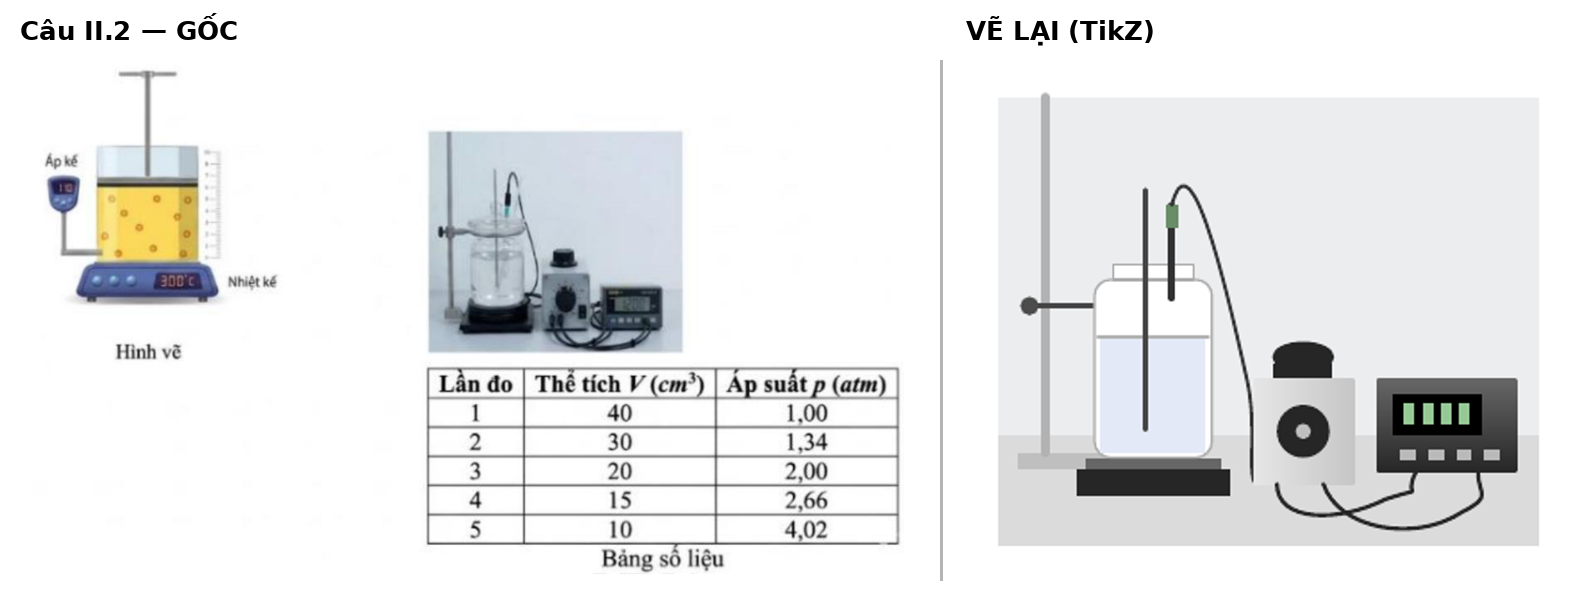 Câu II.2 — GỐC
VẼ LẠI (TikZ)
Áp kế
110
300°c
Nhiệt kế
Hình vẽ
Lần đo Thể tích V (cm³) Áp suất p (atm)
1 40 1,00
2 30 1,34
3 20 2,00
4 15 2,66
5 10 4,02
Bảng số liệu